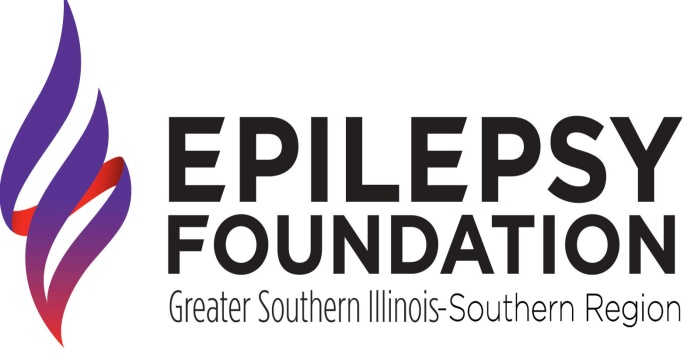 EPILEPSY
FOUNDATION
Greater Southern Illinois-Southern Region